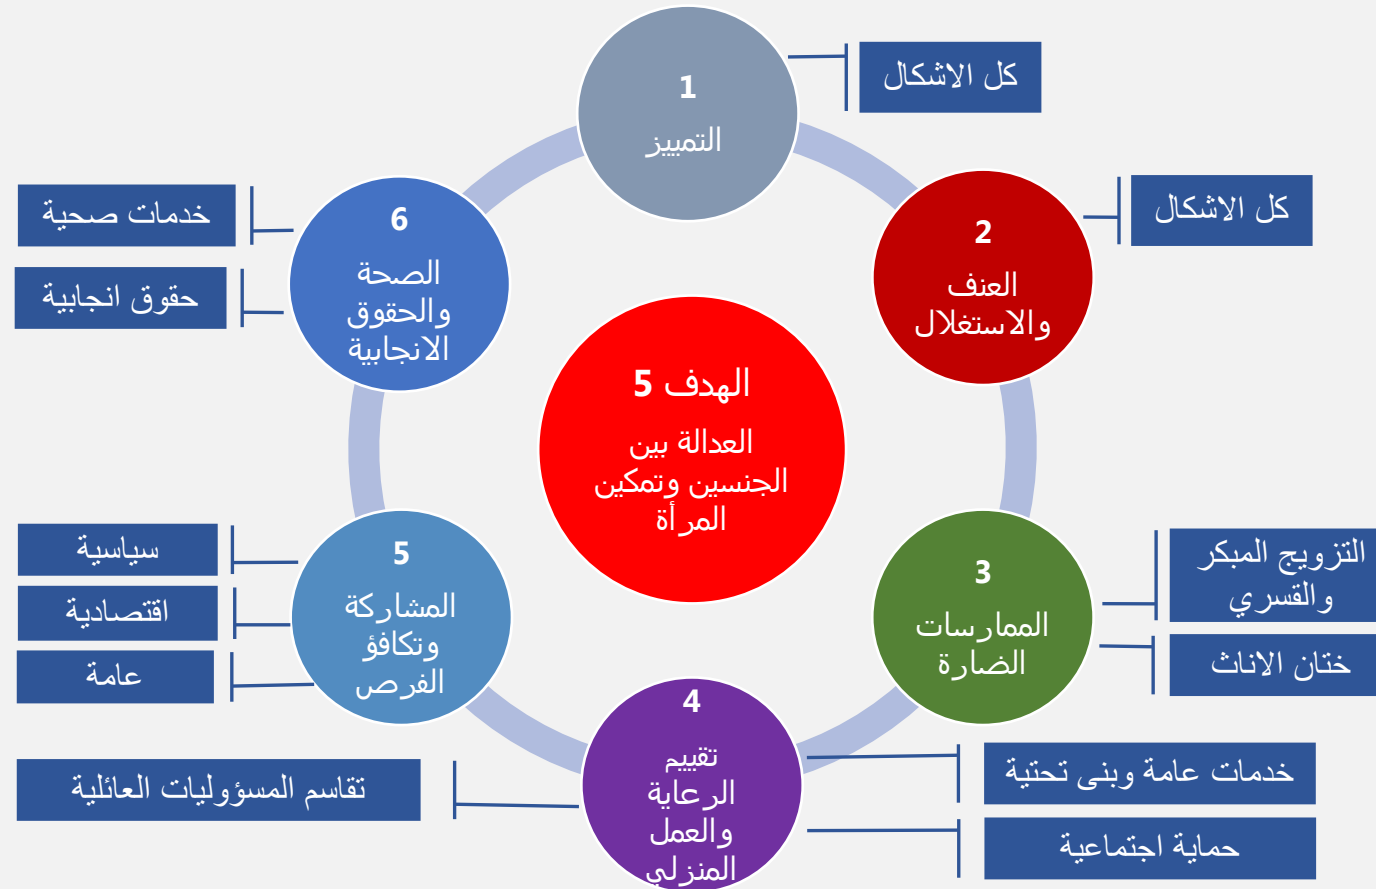 الهدف 5
العدالة بين
الجنسين وتمكين
المرأة
1
التمييز
كل الاشكال
2
العنف
والاستغلال
كل الاشكال
3
الممارسات
الضارة
التزويج المبكر
والقسري
ختان الاناث
4
تقييم
الرعاية
والعمل
المنزلي
خدمات عامة وبنى تحتية
حماية اجتماعية
تقاسم المسؤوليات العائلية
5
المشاركة
وتكافؤ
الفرص
سياسية
اقتصادية
عامة
6
الصحة
والحقوق
الانجابية
خدمات صحية
حقوق انجابية